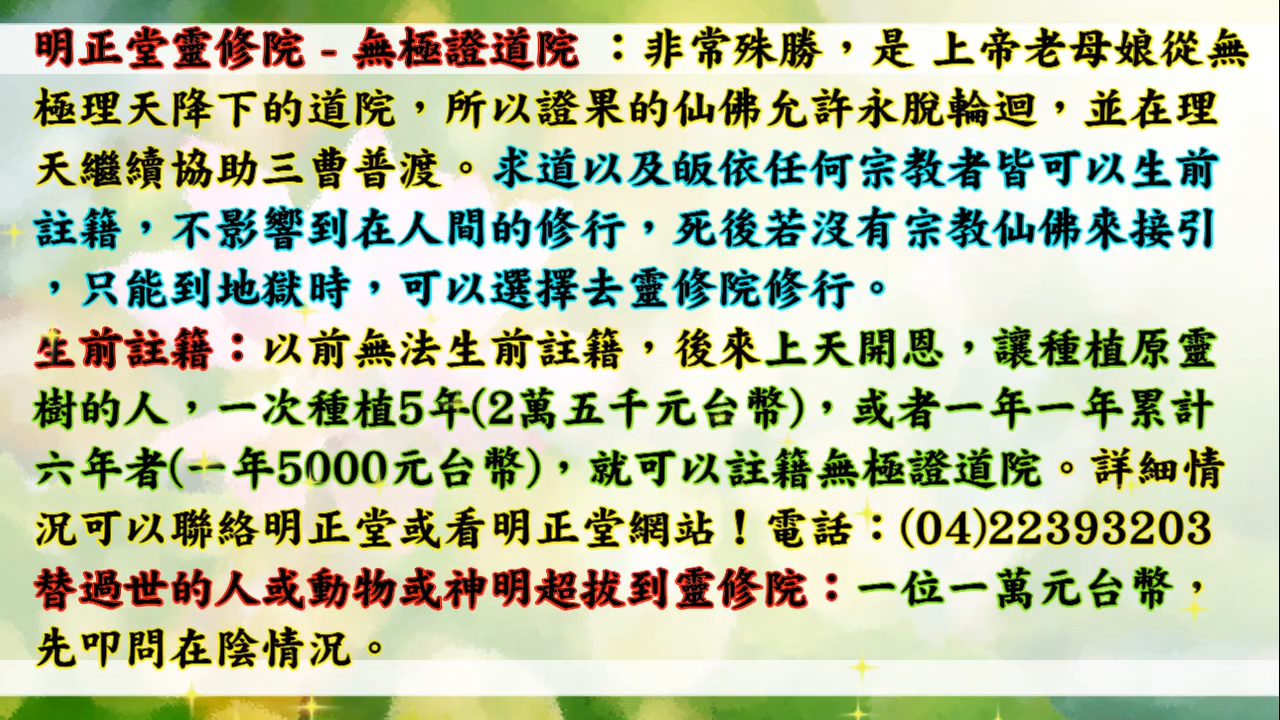 明正堂靈修院 - 無極證道院 ：非常殊勝，是 上帝老母娘從無
極理天降下的道院，所以證果的仙佛允許永脫輪迴，並在理
天繼續協助三曹普渡。求道以及皈依任何宗教者皆可以生前
註籍，不影響到在人間的修行，死後若沒有宗教仙佛來接引
，只能到地獄時，可以選擇去靈修院修行。
生前註籍：以前無法生前註籍，後來上天開恩，讓種植原靈
樹的人，一次種植5年(2萬五千元台幣)，或者一年一年累計
六年者(一年5000元台幣)，就可以註籍無極證道院。詳細情
況可以聯絡明正堂或看明正堂網站！電話：(04)22393203
替過世的人或動物或神明超拔到靈修院：一位一萬元台幣，
先叩問在陰情況。